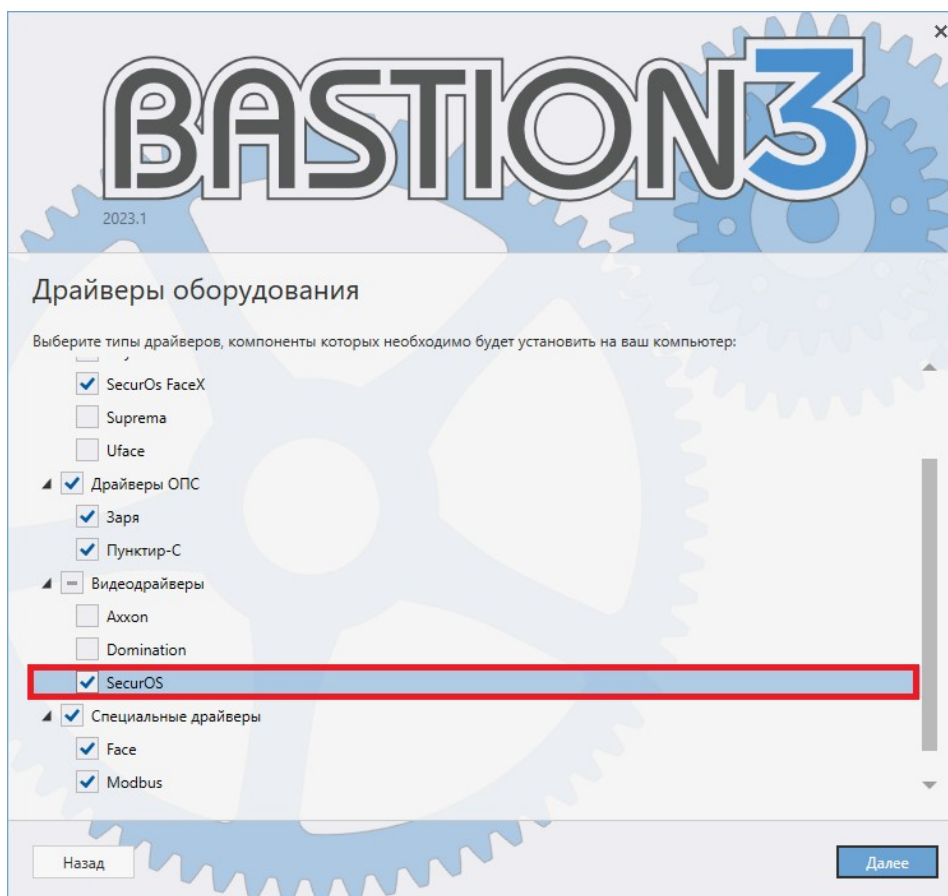 BASTION3
2023.1
Драйверы оборудования
Выберите типы драйверов, компоненты которых необходимо будет установить на ваш компьютер:
SecurOs FaceX
Suprema
Uface
Драйверы ОПС
Заря
Пунктир-С
Видеодрайверы
Axxon
Domination
SecurOS
Специальные драйверы
Face
Modbus
Назад
Далее